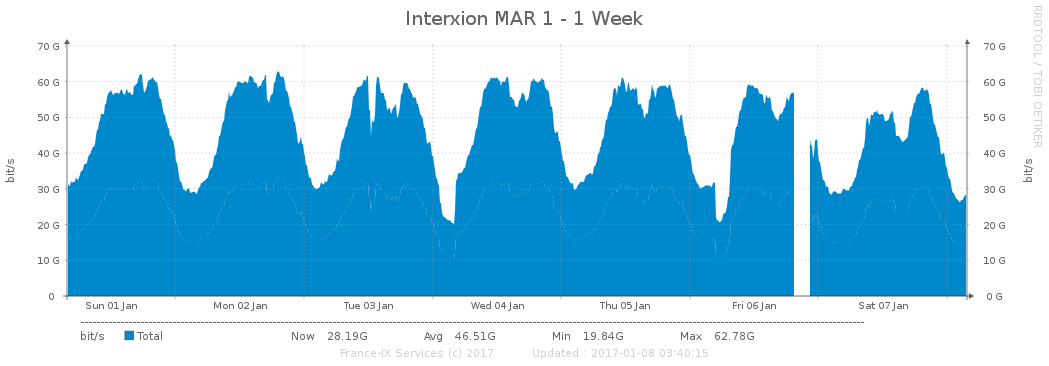 Interxion MAR 1 - 1 Week
RRDTOOL / TOBI OETIKER
70 G 70 G
60 G 60 G
50 G 50 G
40 G 40 G
30 G 30 G
20 G 20 G
10 G 10 G
0 0 G
bit/s bit/s
Sun 01 Jan Mon 02 Jan Tue 03 Jan Wed 04 Jan Thu 05 Jan Fri 06 Jan Sat 07 Jan
bit/s Total Now 28.19G Avg 46.51G Min 19.84G Max 62.78G
France-IX Services (c) 2017 Updated : 2017-01-08 03:40:15